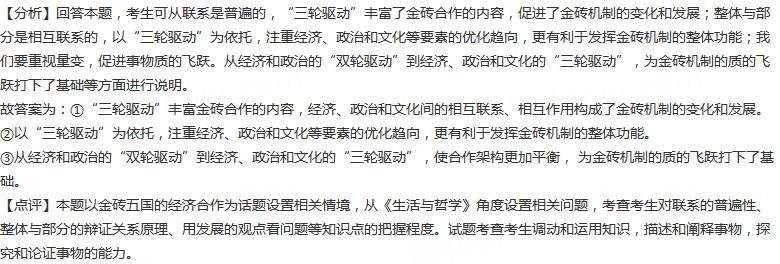 【分析】回答本题，考生可从联系是普遍的，“三轮驱动”丰富了金砖合作的内容，促进了金砖机制的变化和发展；整体与部
分是相互联系的，以“三轮驱动”为依托，注重经济、政治和文化等要素的优化趋向，更有利于发挥金砖机制的整体功能；我
们要重视量变，促进事物质的飞跃。从经济和政治的“双轮驱动”到经济、政治和文化的“三轮驱动”，为金砖机制的质的飞
跃打下了基础等方面进行说明。
故答案为：①“三轮驱动”丰富金砖合作的内容，经济、政治和文化间的相互联系、相互作用构成了金砖机制的变化和发展。
②以“三轮驱动”为依托，注重经济、政治和文化等要素的优化趋向，更有利于发挥金砖机制的整体功能。
③从经济和政治的“双轮驱动”到经济、政治和文化的“三轮驱动”，使合作架构更加平衡， 为金砖机制的质的飞跃打下了基
础。
【点评】本题以金砖五国的经济合作为话题设置相关情境，从《生活与哲学》角度设置相关问题，考查考生对联系的普遍性、
整体与部分的辩证关系原理、用发展的观点看问题等知识点的把握程度。试题考查考生调动和运用知识，描述和阐释事物，探
究和论证事物的能力。